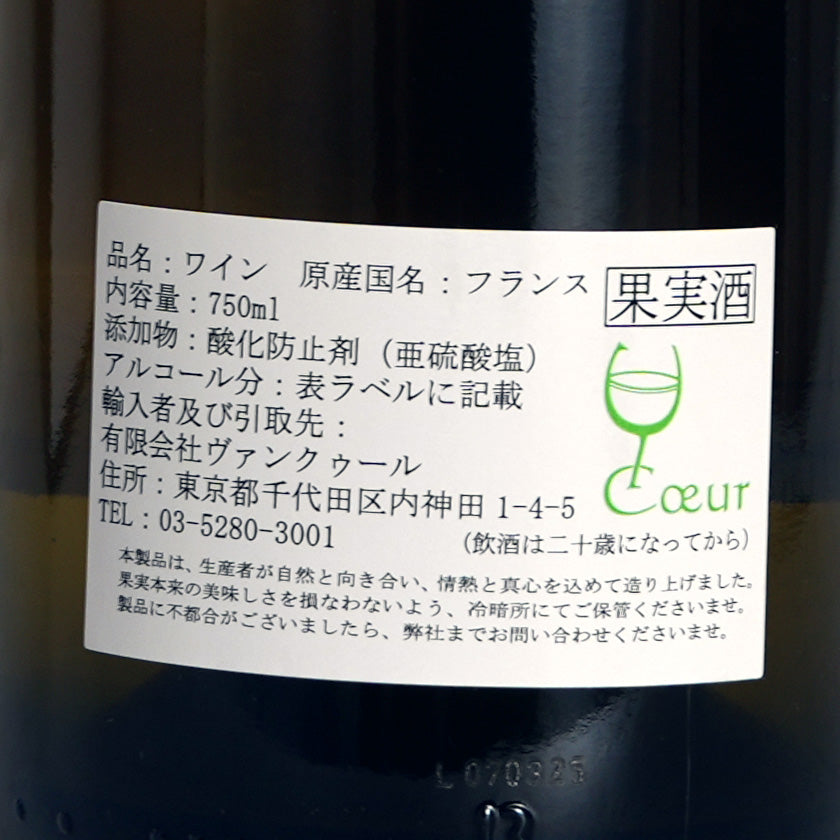 品名：ワイン　原産国名：フランス
果実酒
内容量：750ml
添加物：酸化防止剤（亜硫酸塩）
アルコール分：表ラベルに記載
輸入者及び引取先：
有限会社ヴァンクゥール
住所：東京都千代田区内神田 1-4-5
TEL：03-5280-3001
Cœur
(飲酒は二十歳になってから)
本製品は、生産者が自然と向き合い、情熱と真心を込めて造り上げました。
果実本来の美味しさを損なわないよう、冷暗所にてご保管くださいませ。
製品に不都合がございましたら、弊社までお問い合わせくださいませ。